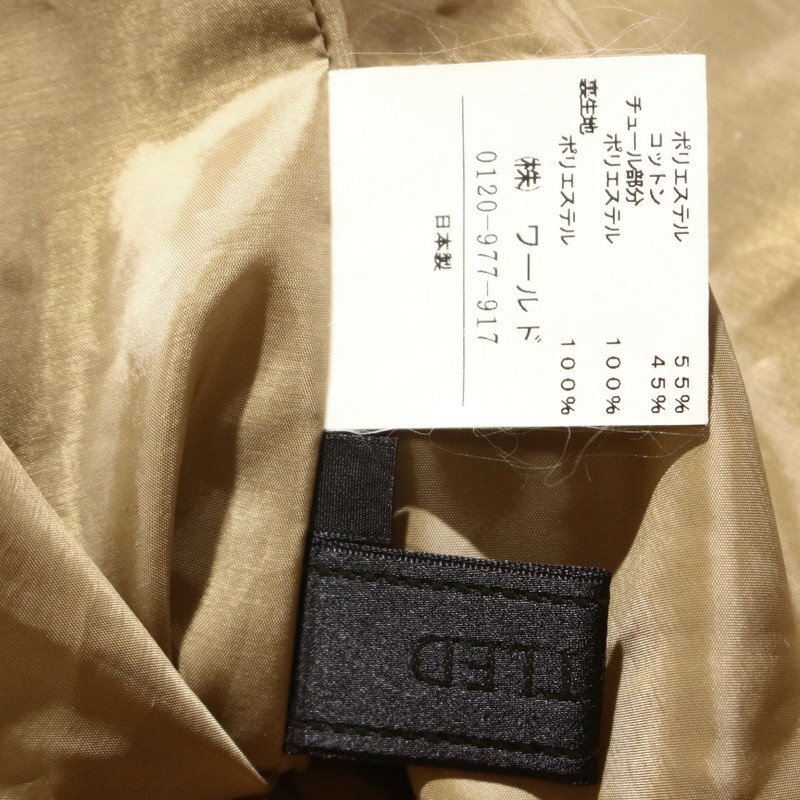 ポリエステル 55%
コットン 45%
チュール部分
ポリエステル 100%
裏生地
ポリエステル 100%
㈱ ワールド
0120-977-917
日本製
TLED